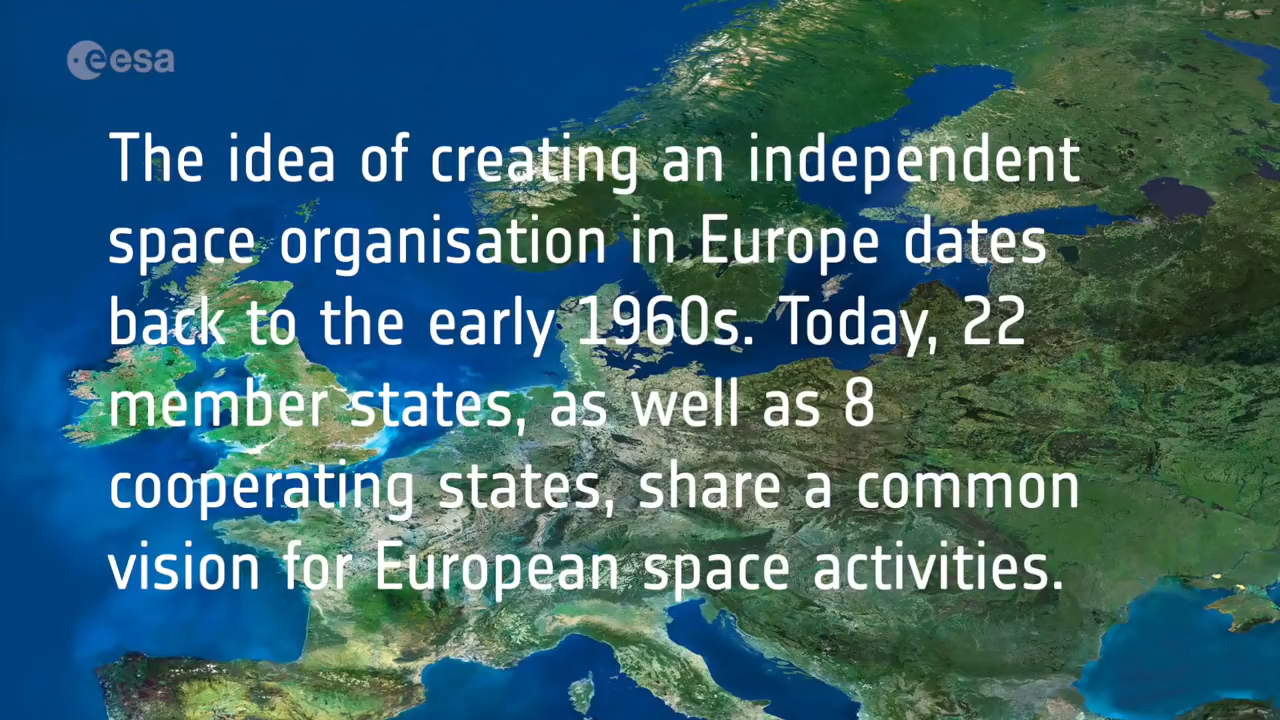 esa
The idea of creating an independent
space organisation in Europe dates
back to the early 1960s. Today, 22
member states, as well as 8
cooperating states, share a common
vision for European space activities.